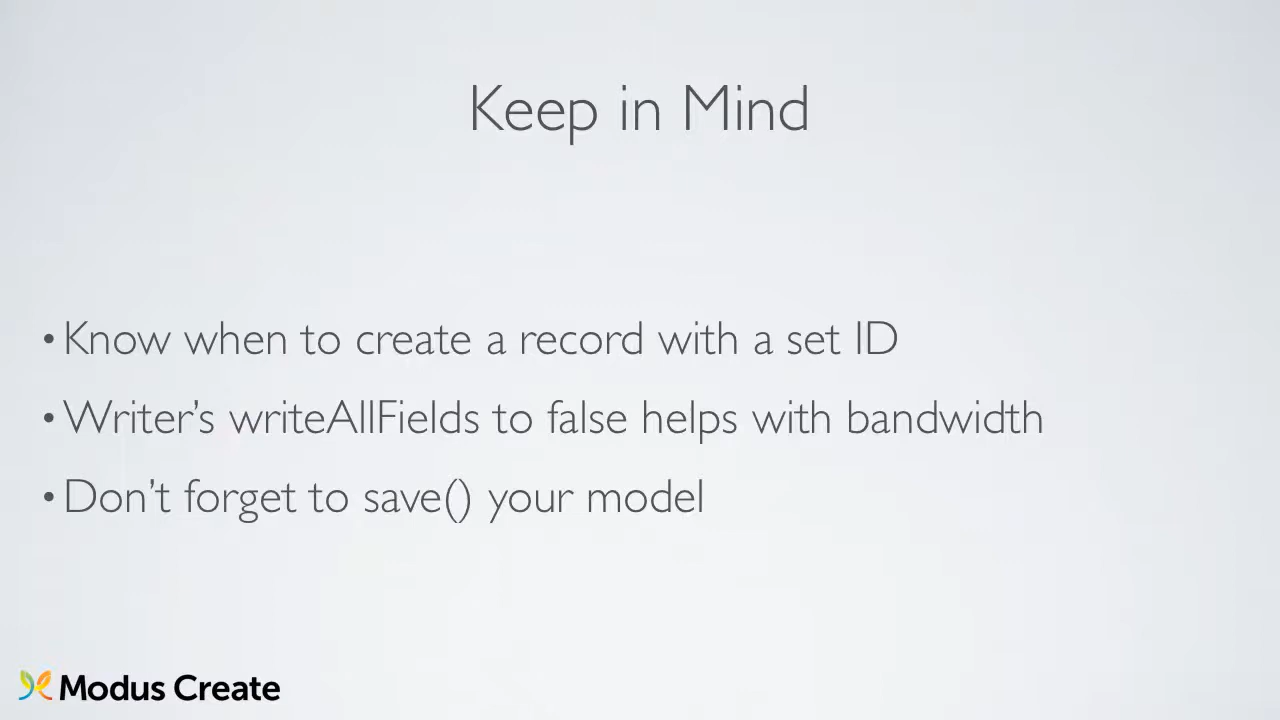 Keep in Mind
• Know when to create a record with a set ID
• Writer’s writeAllFields to false helps with bandwidth
• Don’t forget to save() your model
Modus Create